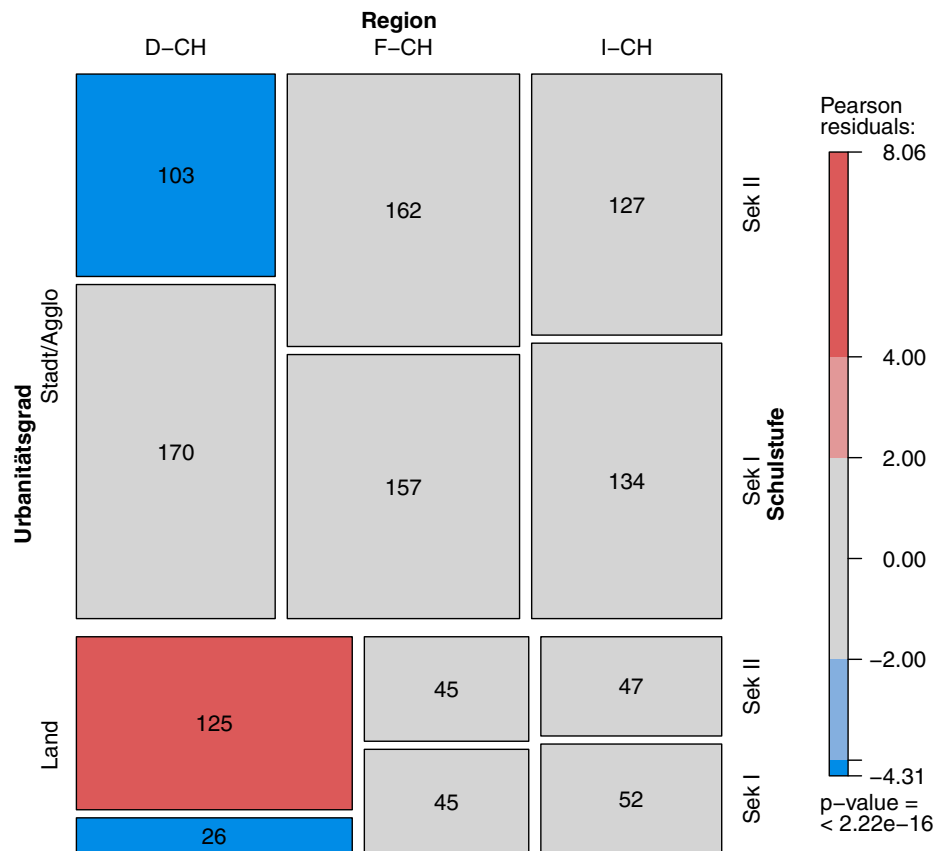 Region
D−CH F−CH I−CH
Pearson
residuals:
8.06
4.00
2.00
0.00
−2.00
−4.31
p−value =
< 2.22e−16
Urbanitätsgrad
Stadt/Agglo
Land
103
162
127
170
157
134
125
45
47
26
45
52
Sek II
Sek I
Sek II
Sek I
Schulstufe